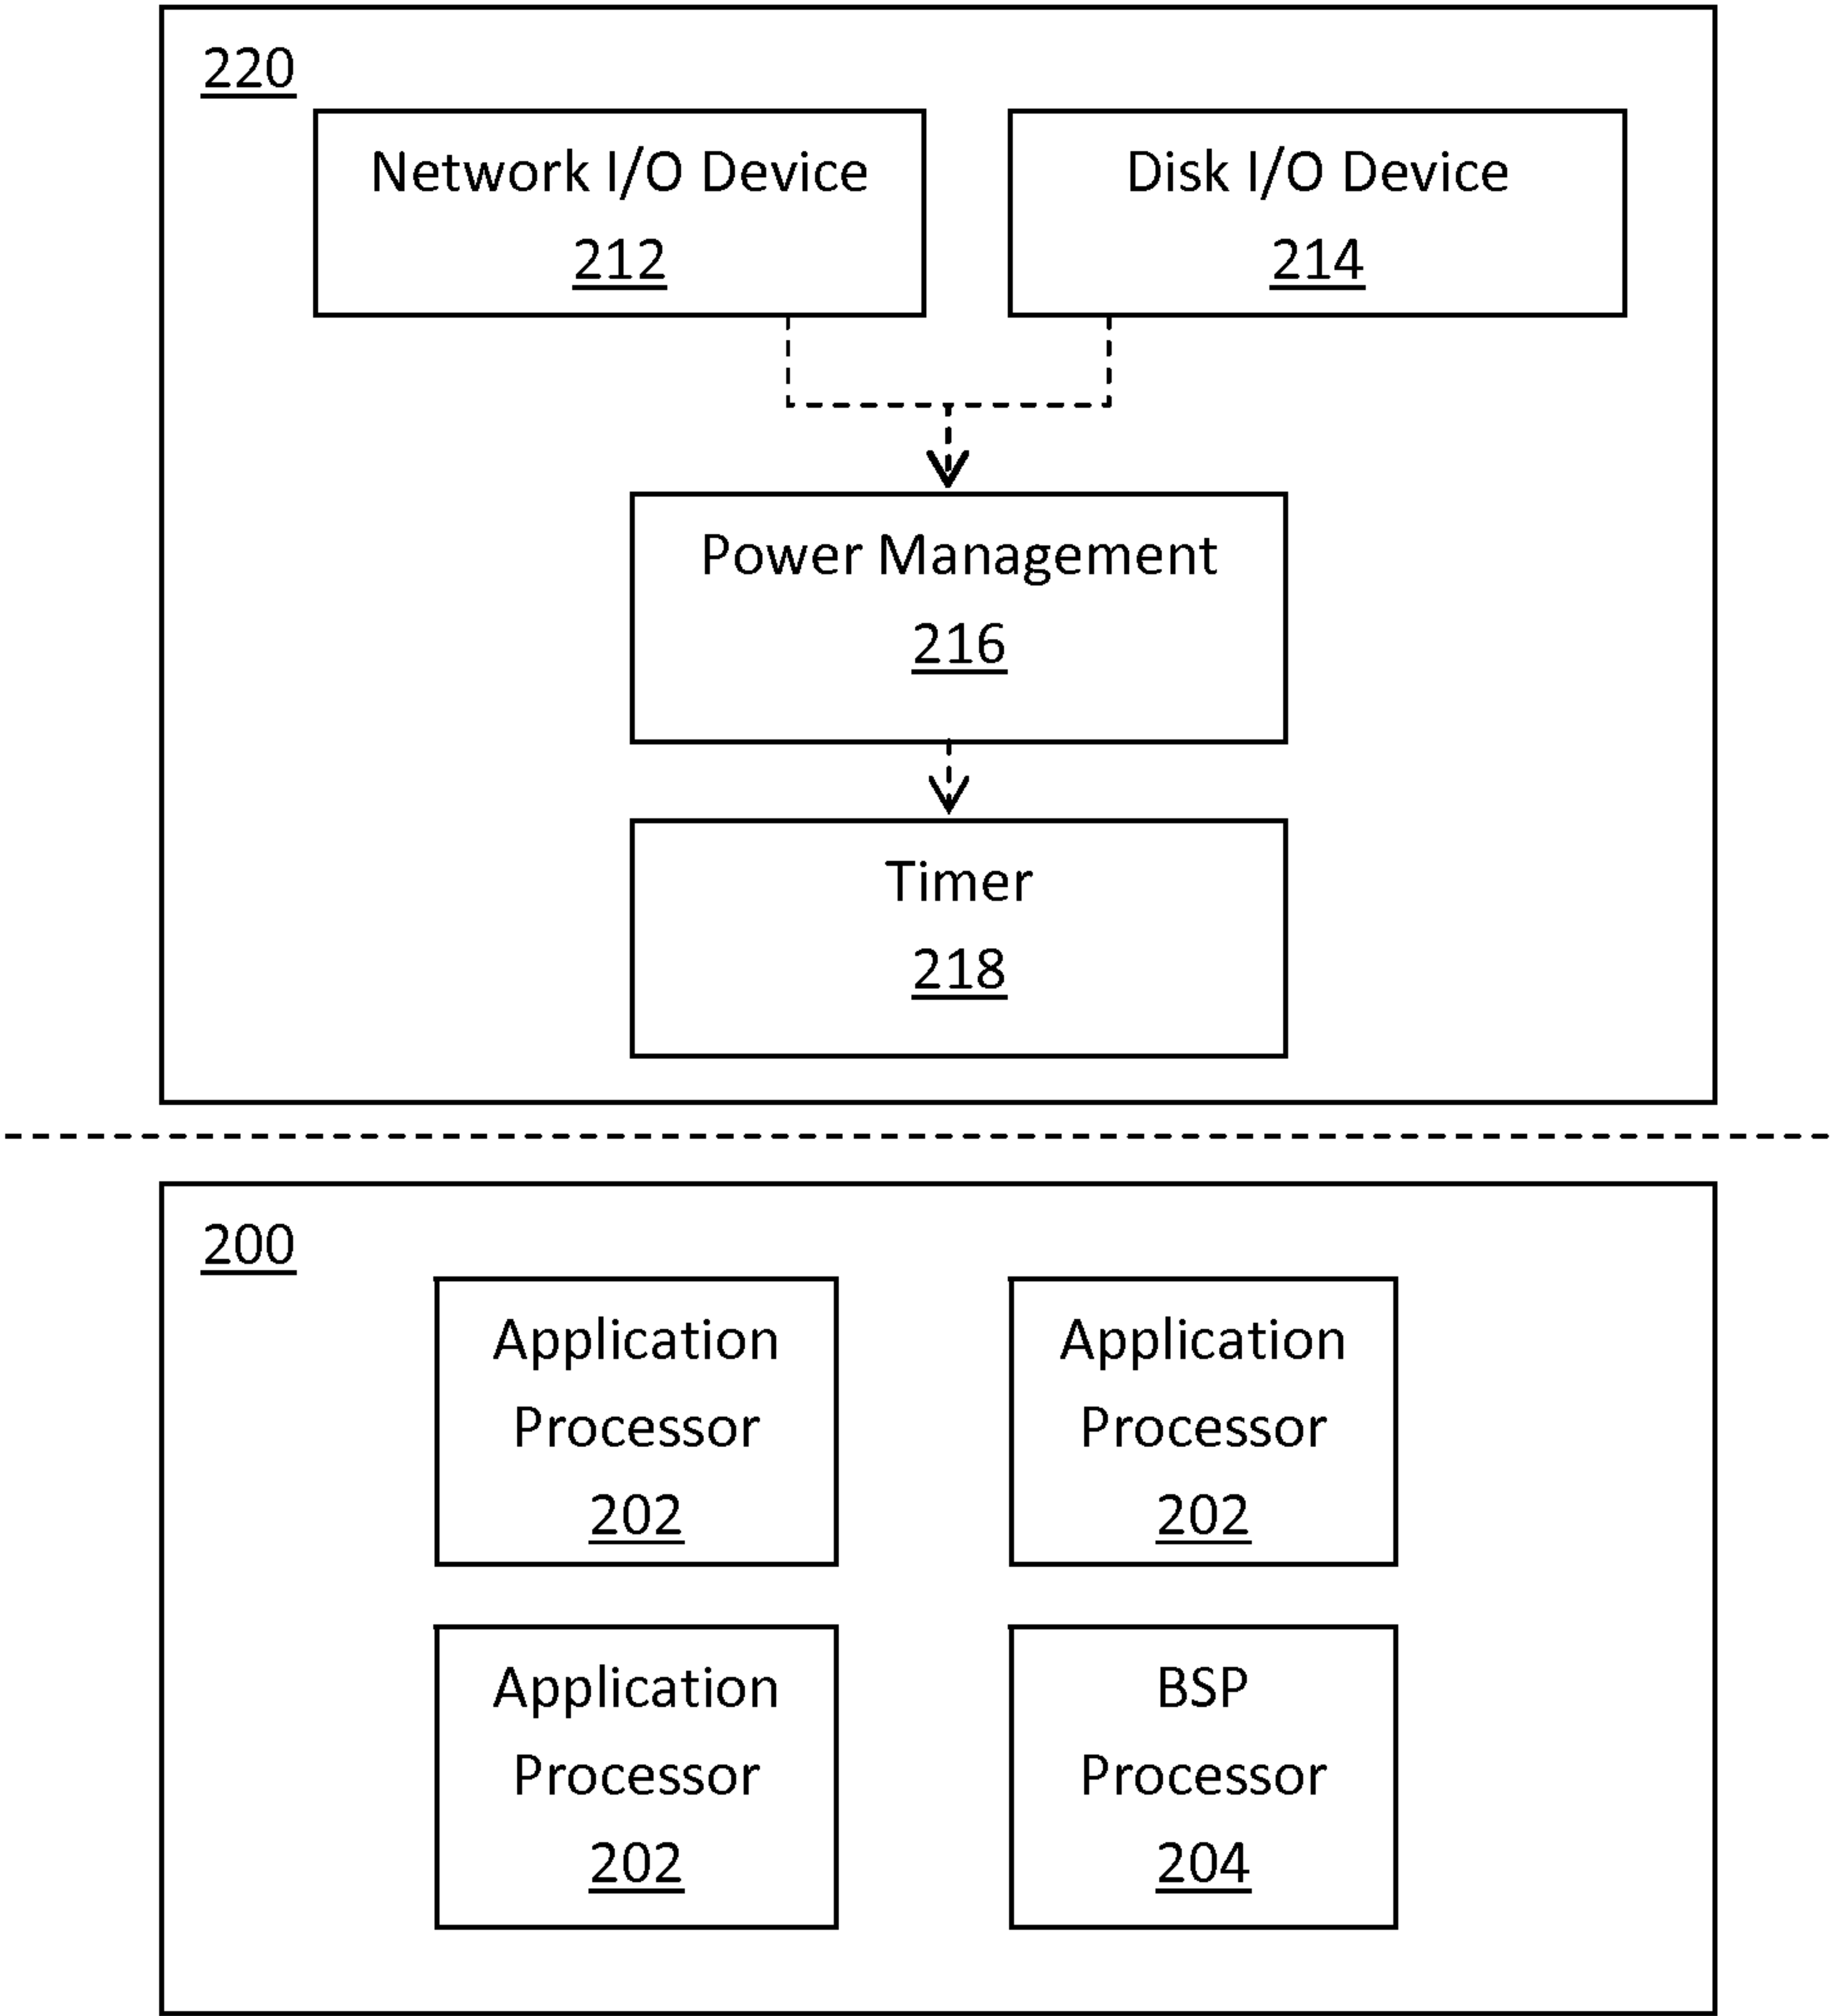 220
Network I/O Device
212
Disk I/O Device
214
Power Management
216
Timer
218
200
Application
Processor
202
Application
Processor
202
Application
Processor
202
BSP
Processor
204